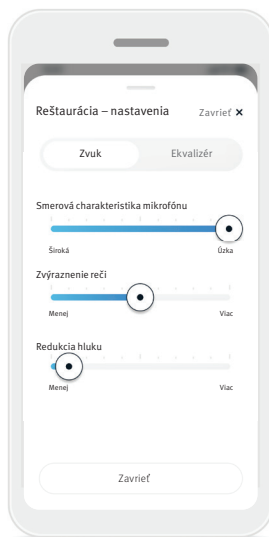 Reštaurácia – nastavenia Zavrieť ×
Zvuk Ekvalizér
Smerová charakteristika mikrofónu
Široká Úzka
Zvýraznenie reči
Menej Viac
Redukcia hluku
Menej Viac
Zavrieť